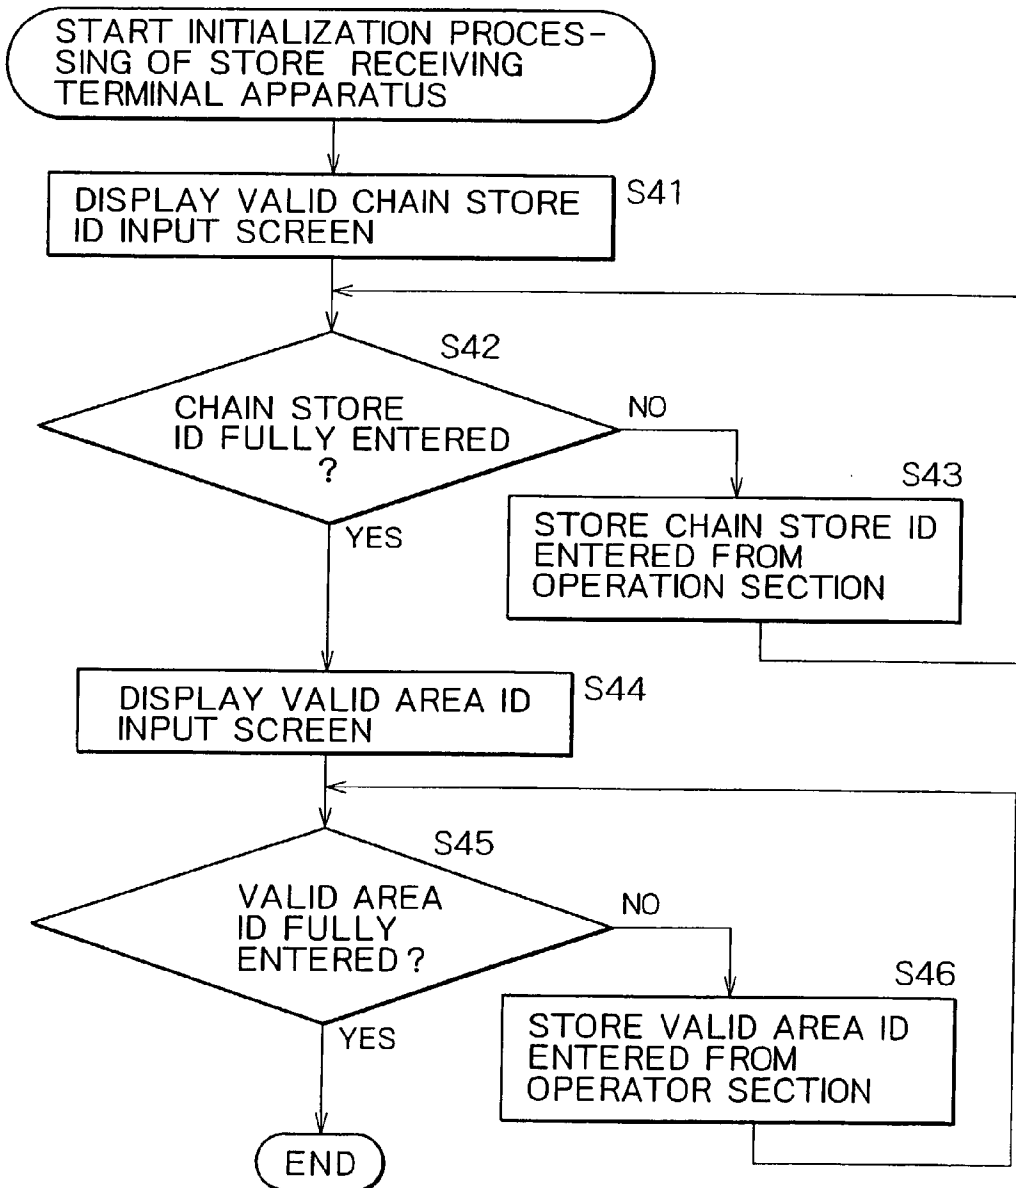 START INITIALIZATION PROCES-
SING OF STORE RECEIVING
TERMINAL APPARATUS
DISPLAY VALID CHAIN STORE
ID INPUT SCREEN
S41
S42
CHAIN STORE
ID FULLY ENTERED
?
NO
YES
S43
STORE CHAIN STORE ID
ENTERED FROM
OPERATION SECTION
DISPLAY VALID AREA ID
INPUT SCREEN
S44
S45
VALID AREA
ID FULLY
ENTERED?
NO
YES
S46
STORE VALID AREA ID
ENTERED FROM
OPERATOR SECTION
END